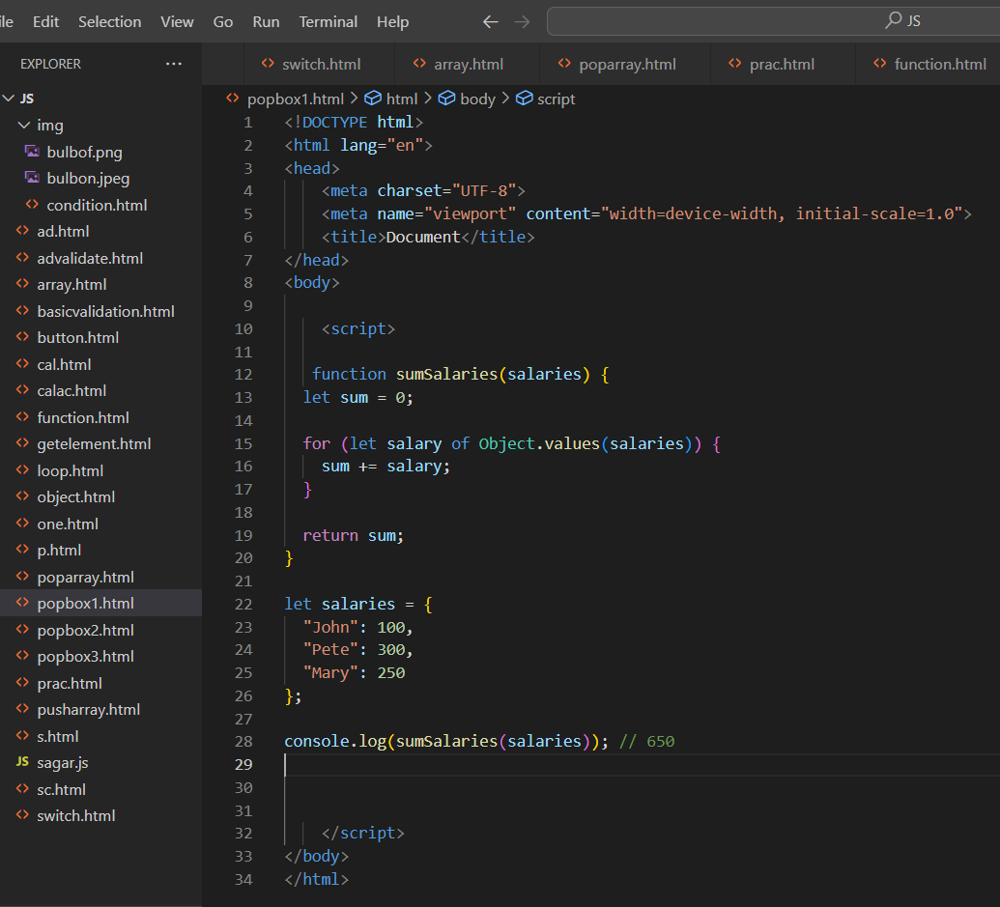 ile Edit Selection View Go Run Terminal Help JS
EXPLORER ...
switch.html array.html poparray.html prac.html function.html
popbox1.html > html > body > script
JS
img
bulbof.png
bulbon.jpeg
condition.html
ad.html
advalidate.html
array.html
basicvalidation.html
button.html
cal.html
calac.html
function.html
getelement.html
loop.html
object.html
one.html
p.html
poparray.html
popbox1.html
popbox2.html
popbox3.html
prac.html
pusharray.html
s.html
JS sagar.js
sc.html
switch.html
1 <!DOCTYPE html>
2 <html lang="en">
3 <head>
4     <meta charset="UTF-8">
5     <meta name="viewport" content="width=device-width, initial-scale=1.0">
6     <title>Document</title>
7 </head>
8 <body>
9
10     <script>
11
12    function sumSalaries(salaries) {
13   let sum = 0;
14
15   for (let salary of Object.values(salaries)) {
16     sum += salary;
17   }
18
19   return sum;
20 }
21
22 let salaries = {
23   "John": 100,
24   "Pete": 300,
25   "Mary": 250
26 };
27
28 console.log(sumSalaries(salaries)); // 650
29
30
31
32     </script>
33 </body>
34 </html>